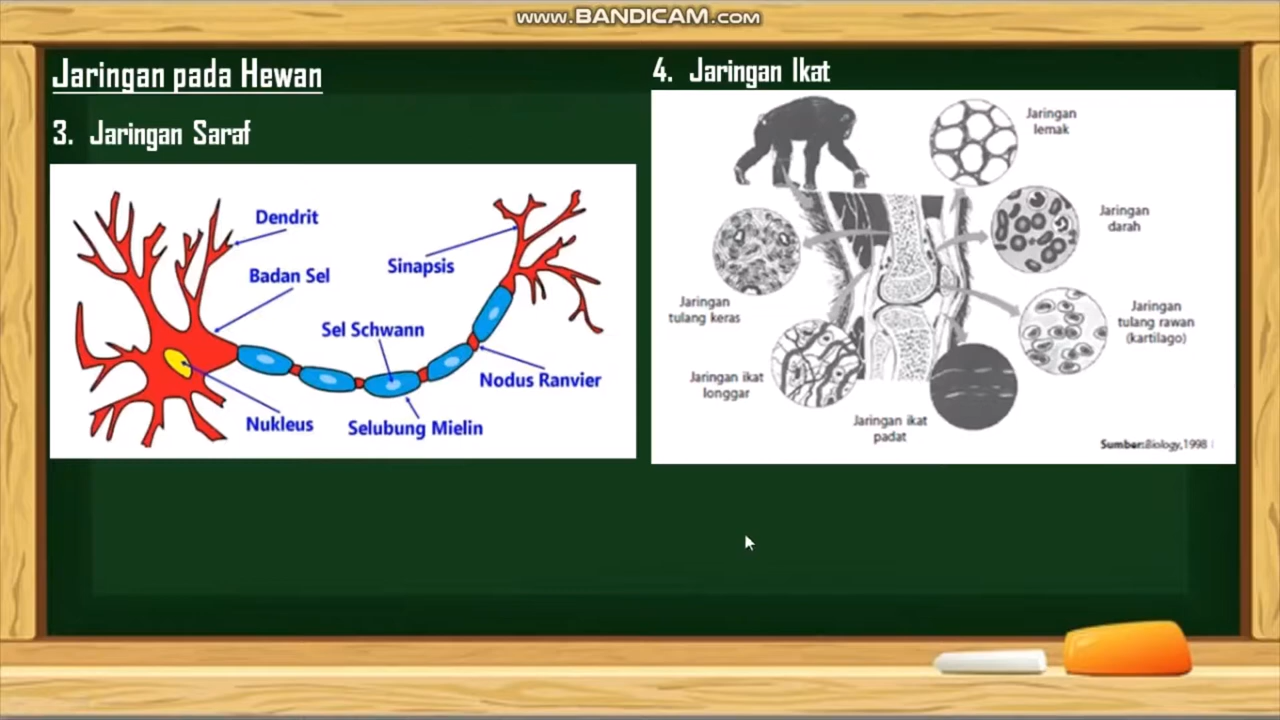 www.BANDICAM.com
Jaringan pada Hewan
3. Jaringan Saraf
Dendrit
Badan Sel
Sinapsis
Sel Schwann
Nodus Ranvier
Nukleus
Selubung Mielin
4. Jaringan Ikat
Jaringan
lemak
Jaringan
darah
Jaringan
tulang keras
Jaringan
tulang rawan
(kartilago)
Jaringan ikat
longgar
Jaringan ikat
padat
Sumber:Biology,1998